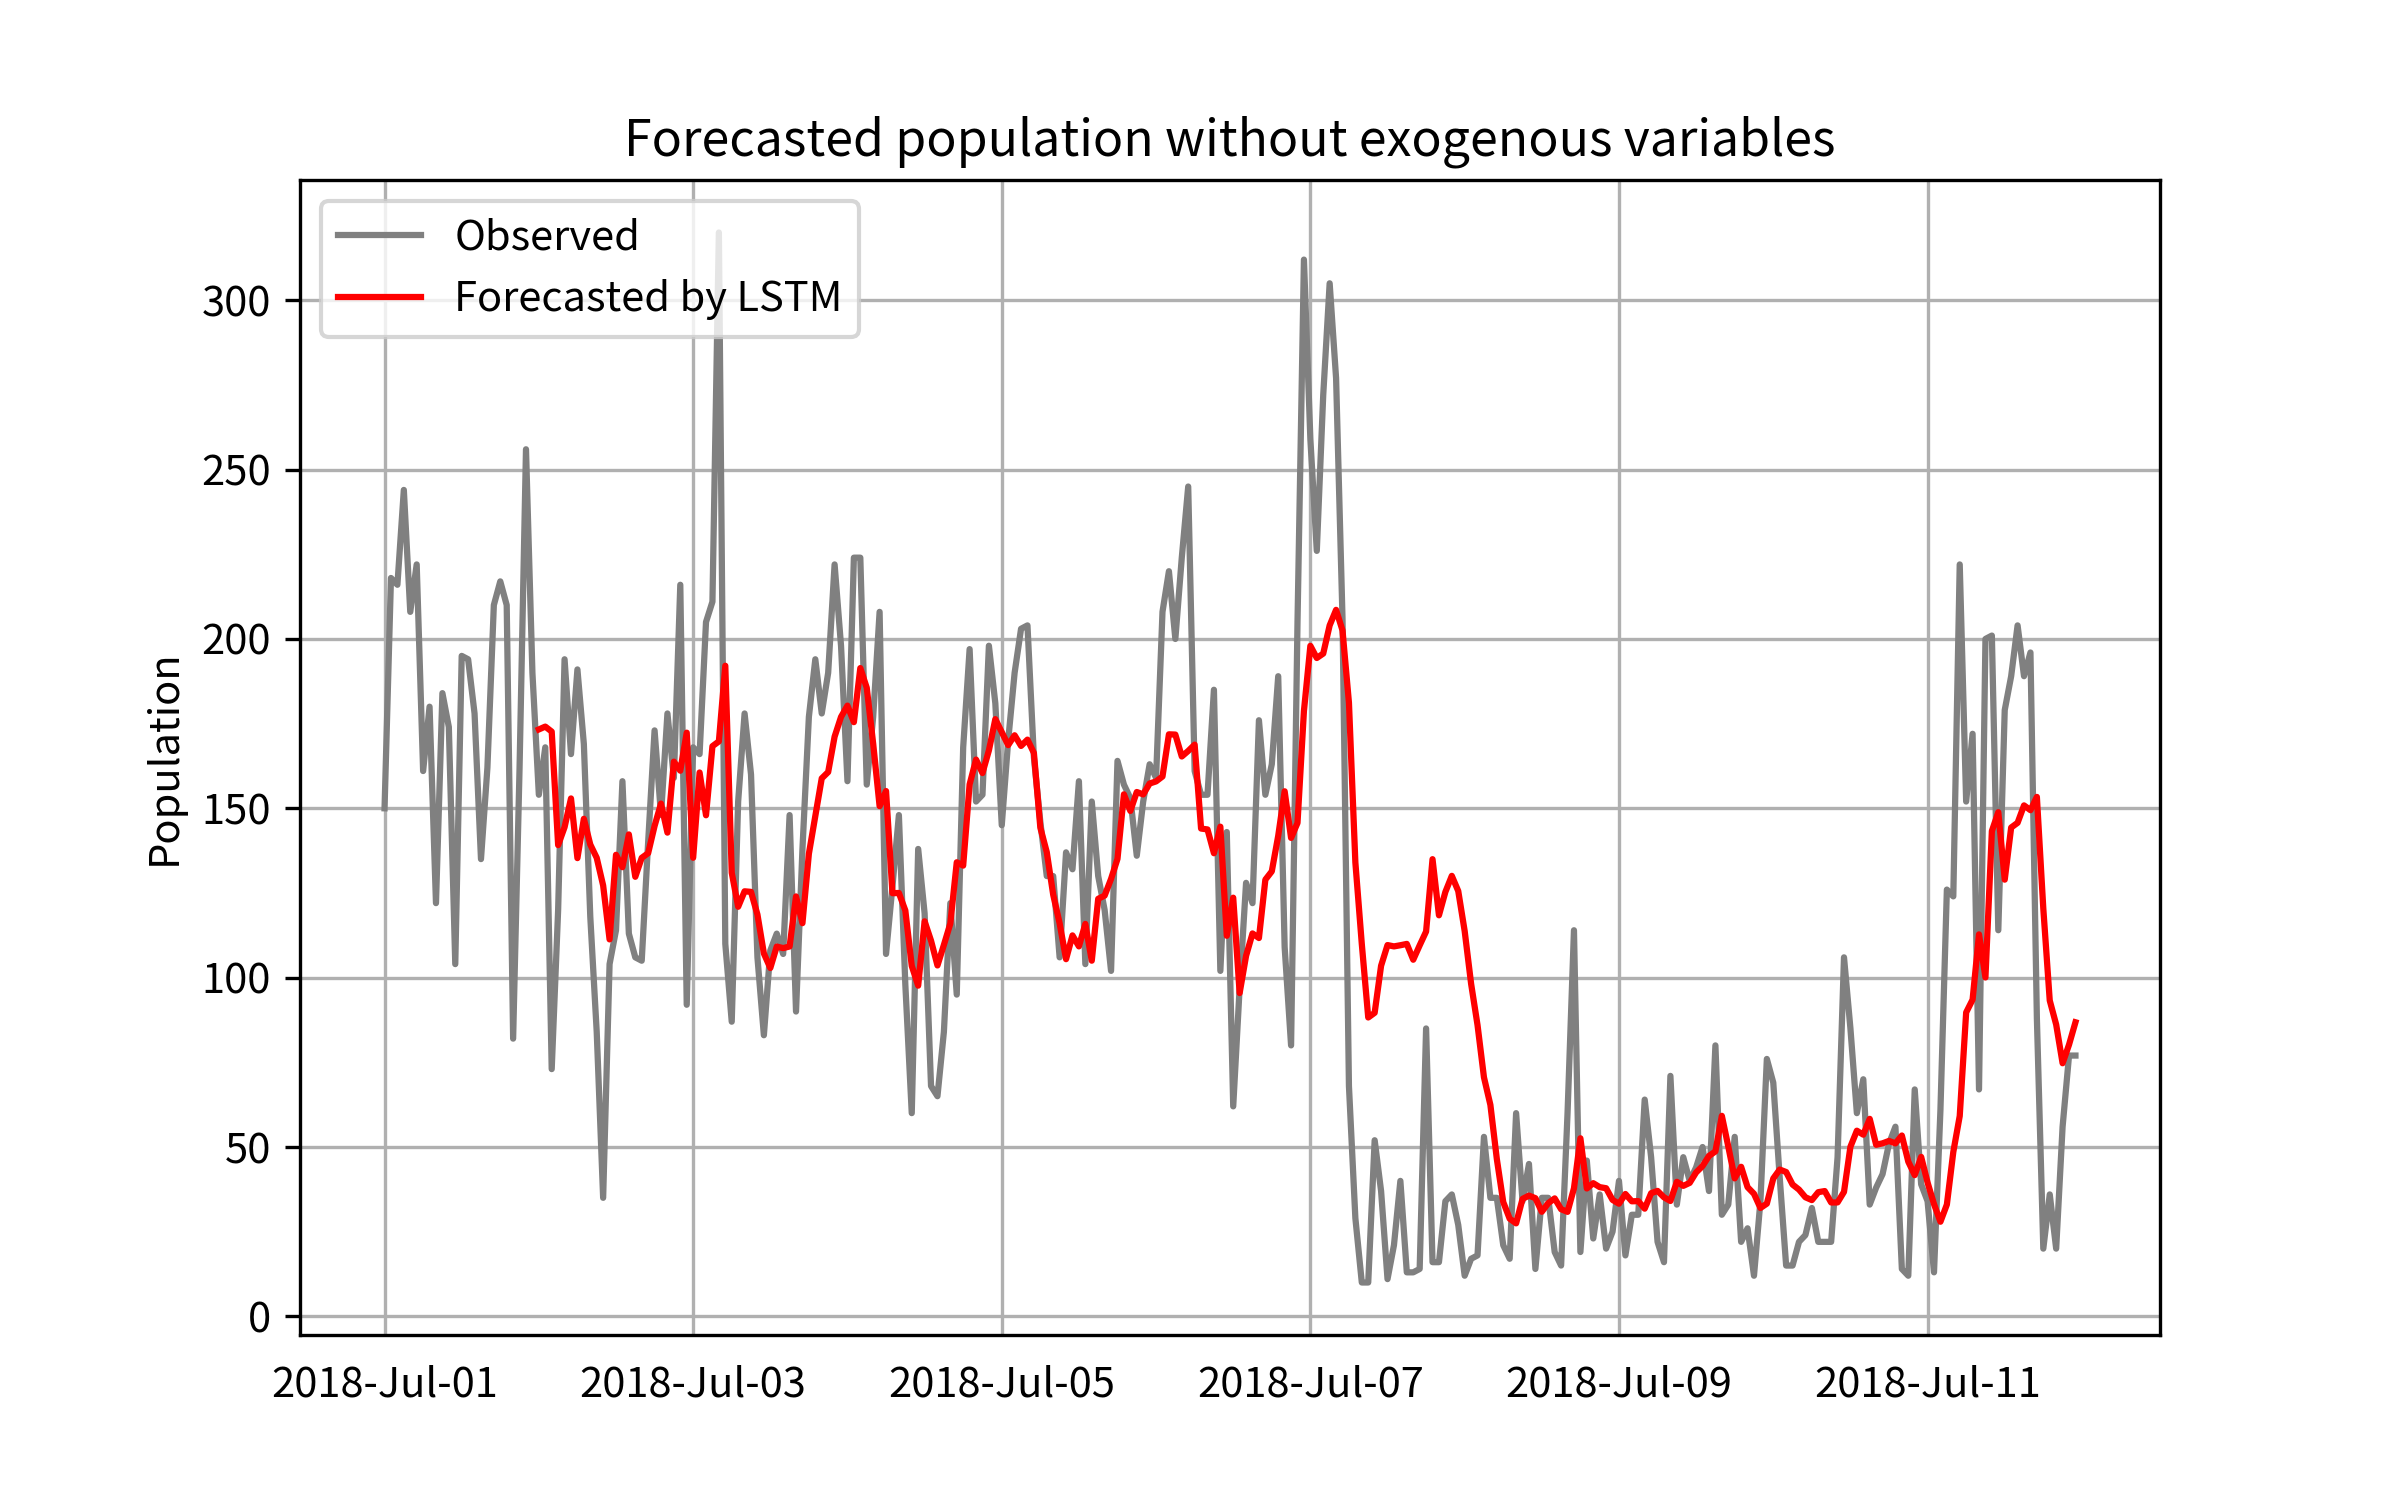 Forecasted population without exogenous variables
Observed
Forecasted by LSTM
Population
300
250
200
150
100
50
0
2018-Jul-01
2018-Jul-03
2018-Jul-05
2018-Jul-07
2018-Jul-09
2018-Jul-11